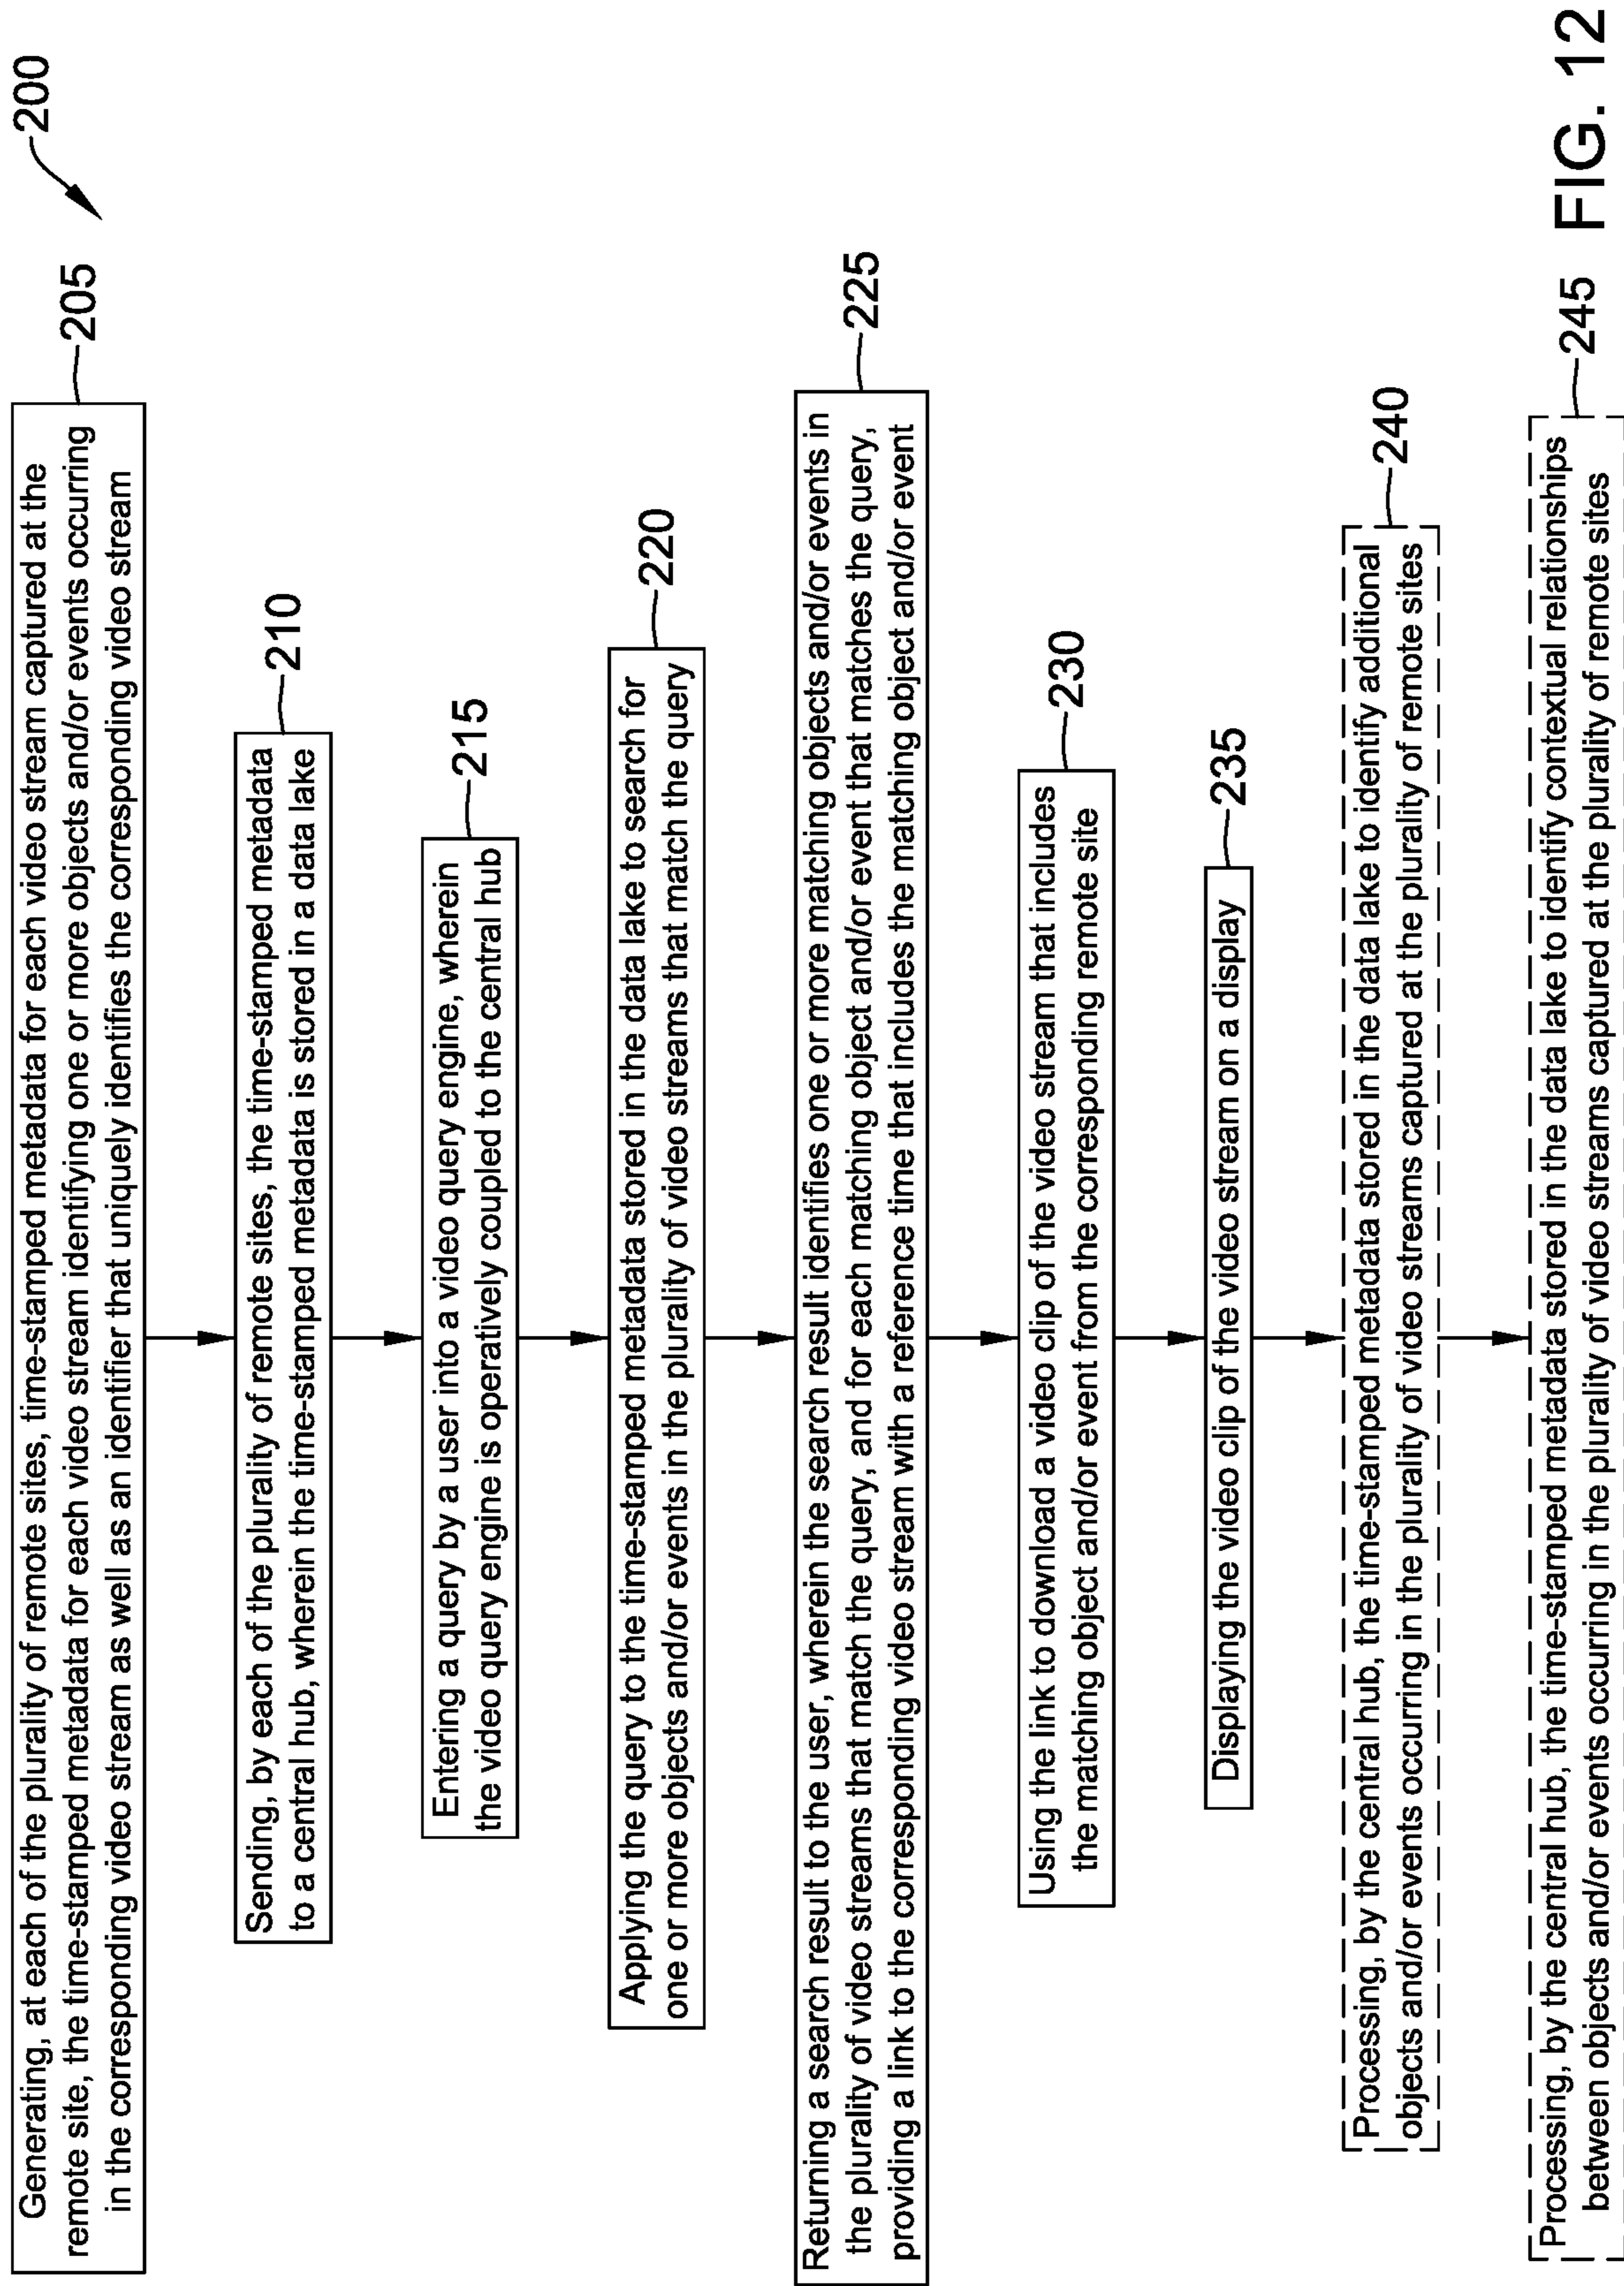 200
Generating, at each of the plurality of remote sites, time-stamped metadata for each video stream captured at the
remote site, the time-stamped metadata for each video stream identifying one or more objects and/or events occurring
in the corresponding video stream as well as an identifier that uniquely identifies the corresponding video stream
205
Sending, by each of the plurality of remote sites, the time-stamped metadata
to a central hub, wherein the time-stamped metadata is stored in a data lake
210
Entering a query by a user into a video query engine, wherein
the video query engine is operatively coupled to the central hub
215
Applying the query to the time-stamped metadata stored in the data lake to search for
one or more objects and/or events in the plurality of video streams that match the query
220
Returning a search result to the user, wherein the search result identifies one or more matching objects and/or events in
the plurality of video streams that match the query, and for each matching object and/or event that matches the query,
providing a link to the corresponding video stream with a reference time that includes the matching object and/or event
225
Using the link to download a video clip of the video stream that includes
the matching object and/or event from the corresponding remote site
230
Displaying the video clip of the video stream on a display
235
Processing, by the central hub, the time-stamped metadata stored in the data lake to identify additional
objects and/or events occurring in the plurality of video streams captured at the plurality of remote sites
240
Processing, by the central hub, the time-stamped metadata stored in the data lake to identify contextual relationships
between objects and/or events occurring in the plurality of video streams captured at the plurality of remote sites
245
FIG. 12